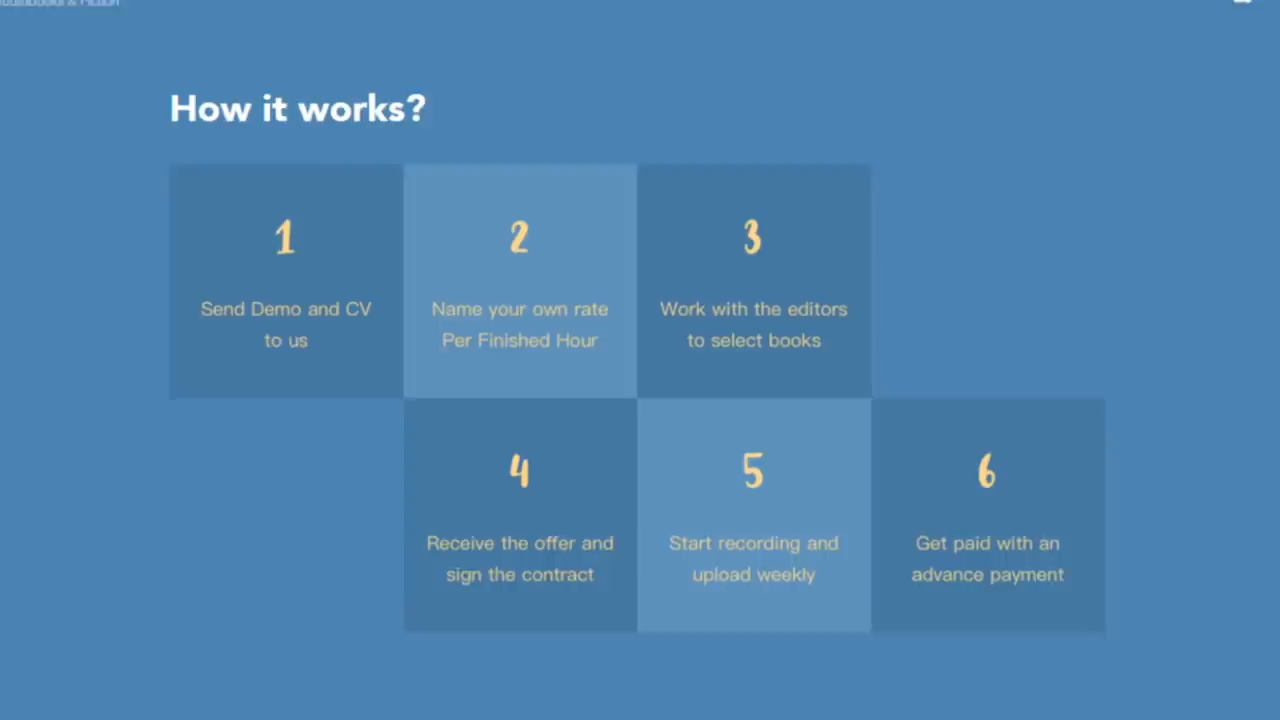 How it works?
1
Send Demo and CV
to us
2
Name your own rate
Per Finished Hour
3
Work with the editors
to select books
4
Receive the offer and
sign the contract
5
Start recording and
upload weekly
6
Get paid with an
advance payment